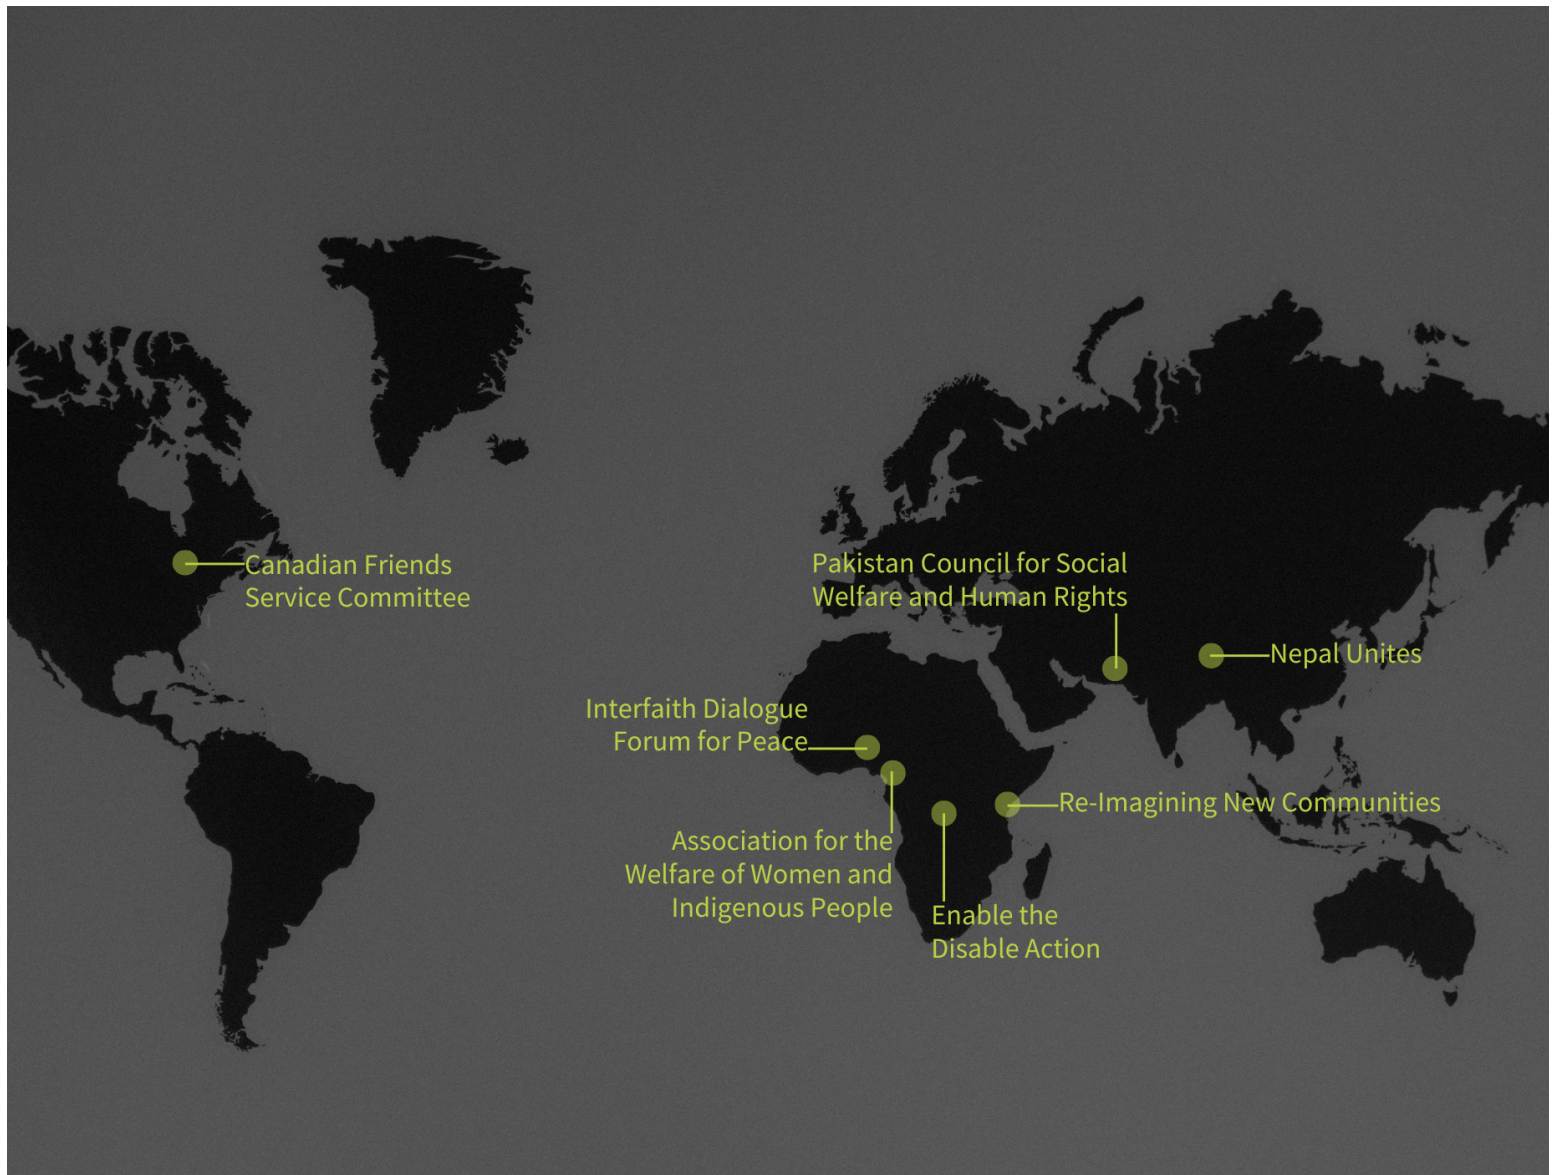 Canadian Friends
Service Committee
Pakistan Council for Social
Welfare and Human Rights
Nepal Unites
Interfaith Dialogue
Forum for Peace
Re-Imagining New Communities
Association for the
Welfare of Women and
Indigenous People
Enable the
Disable Action